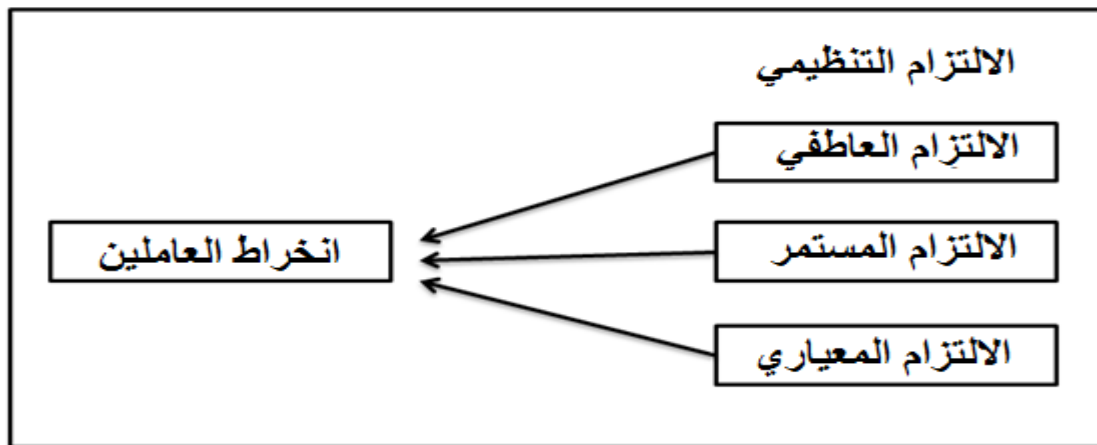 الالتزام التنظيمي
الالتزام العاطفي
الالتزام المستمر
الالتزام المعياري
انخراط العاملين